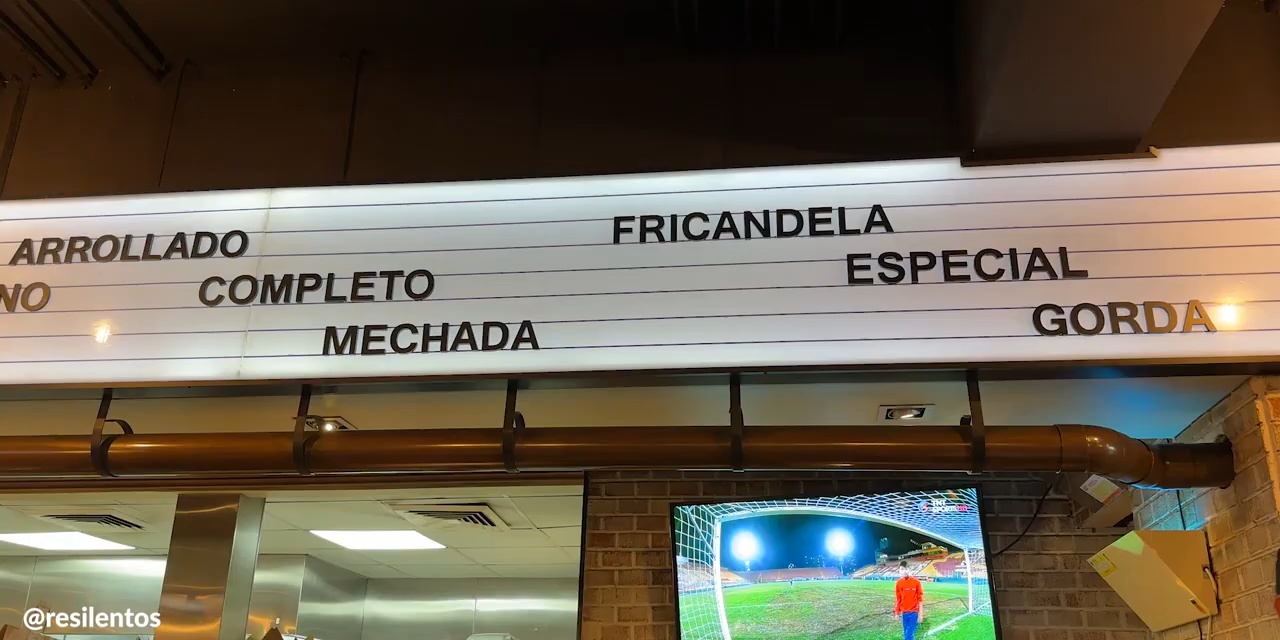 ARROLLADO
NO
COMPLETO
MECHADA
FRICANDELA
ESPECIAL
GORDA
@resilentos